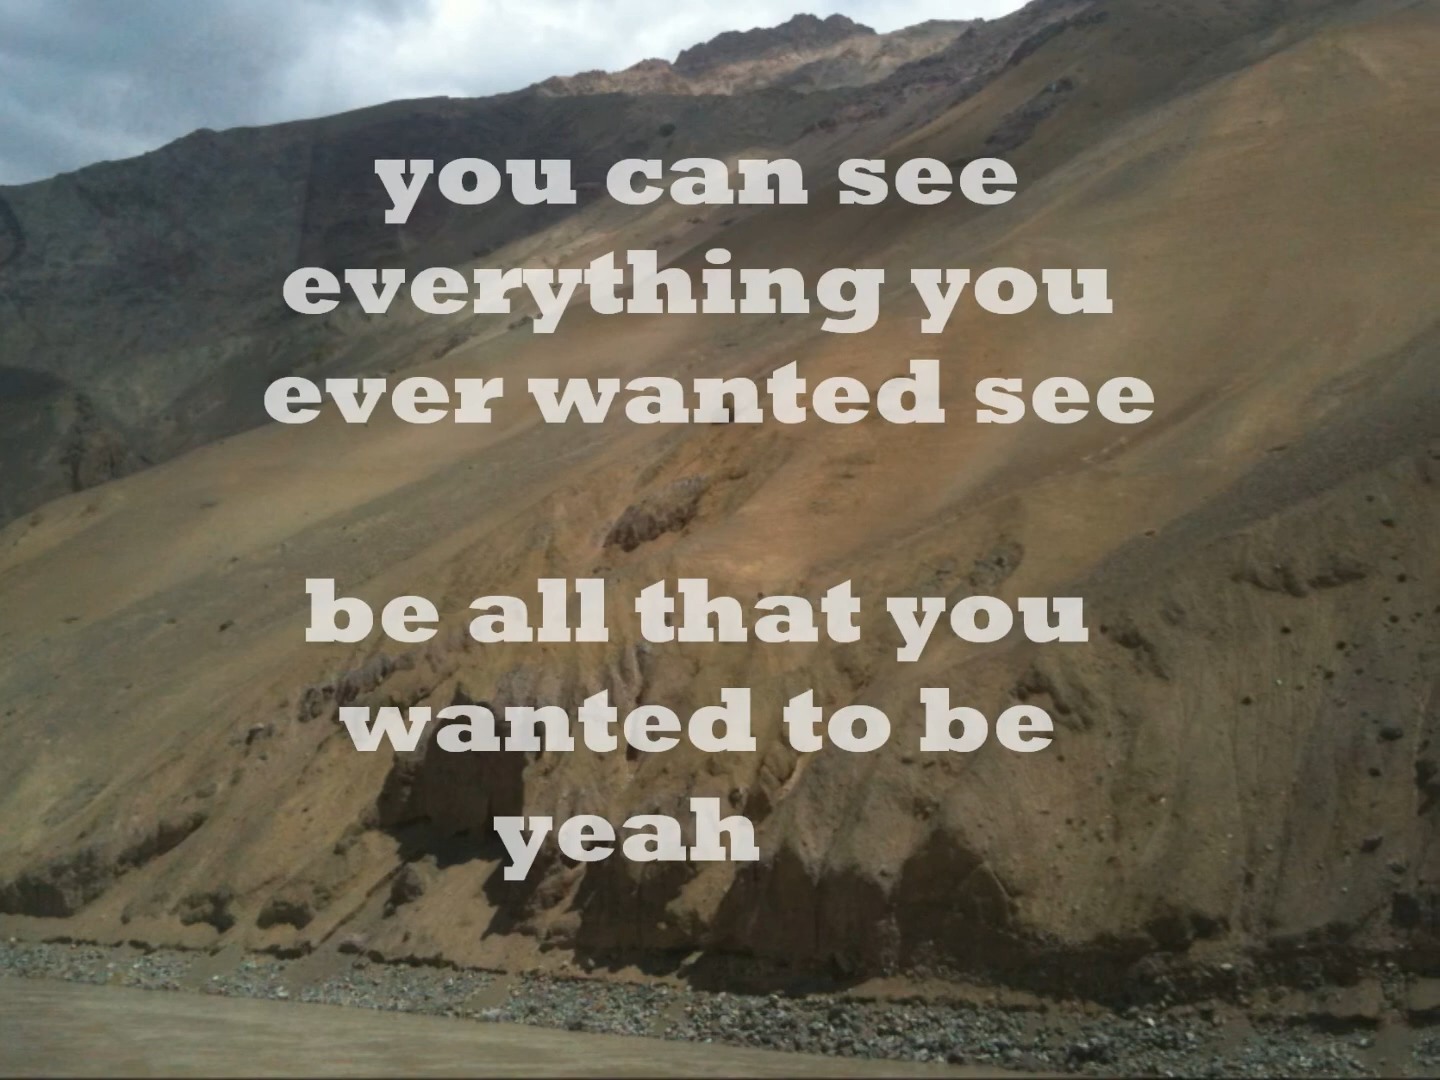 you can see
everything you
ever wanted see
be all that you
wanted to be
yeah